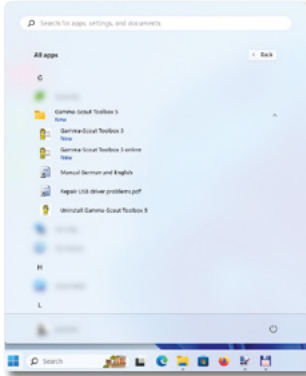 Search for apps, settings, and documents
All apps
Back
G
Gamma-Scout Toolbox 5
New
Gamma-Scout Toolbox 5
New
Gamma-Scout Toolbox 5-online
New
Manual German and English
Repair USB driver problems.pdf
Uninstall Gamma-Scout Toolbox 5
H
L
Search